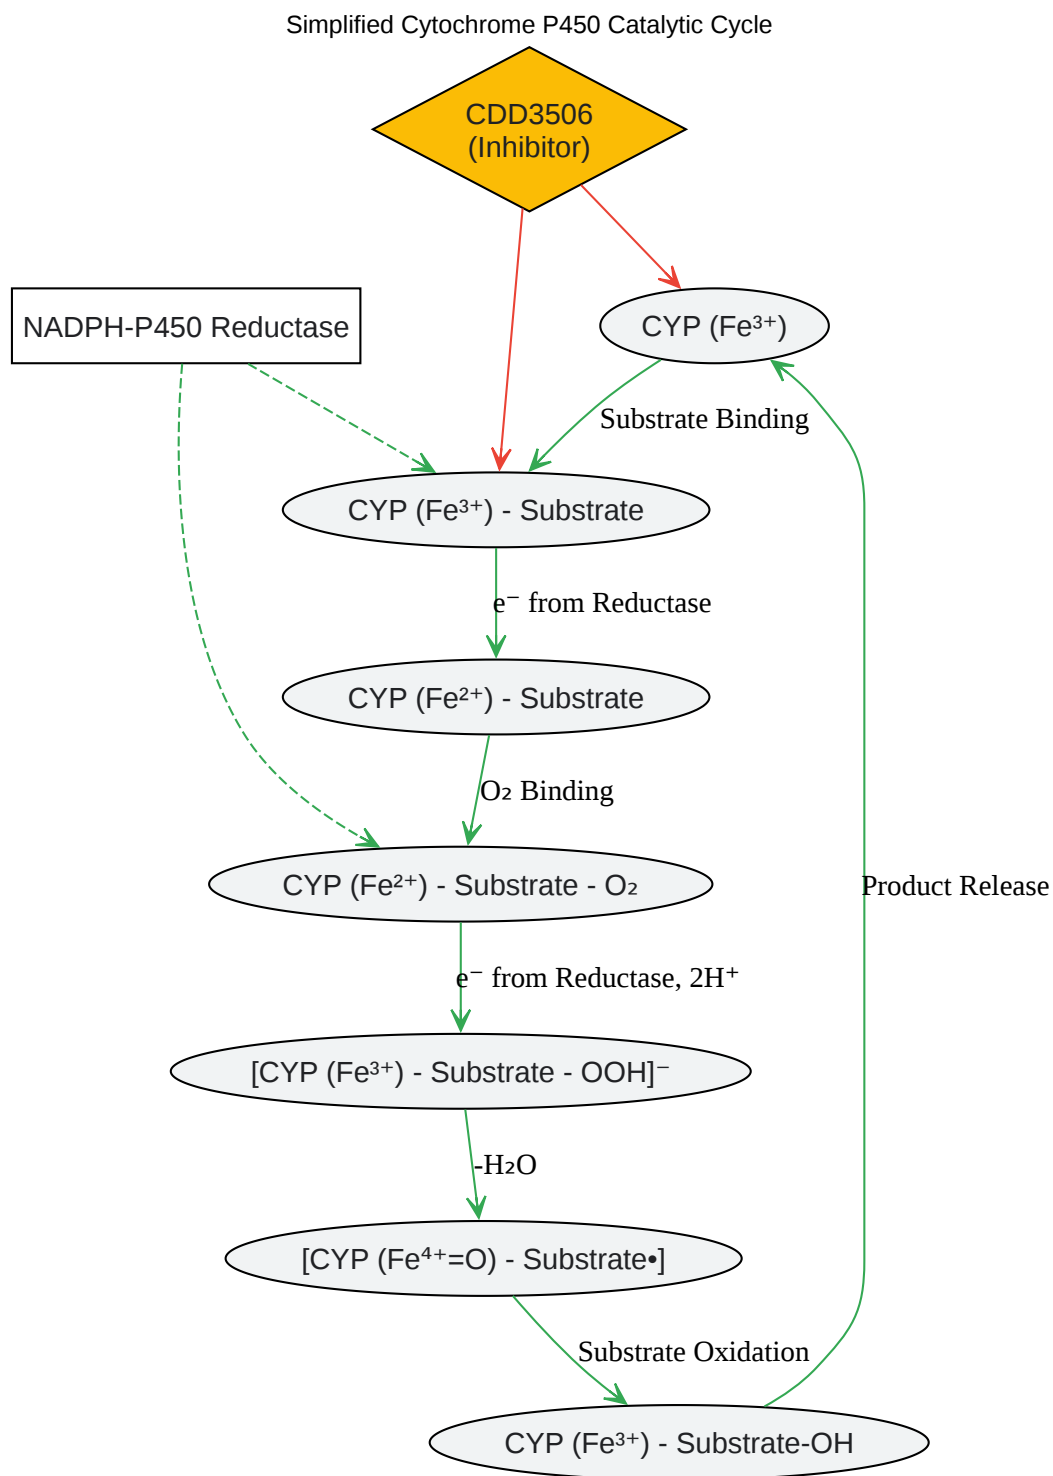 Simplified Cytochrome P450 Catalytic Cycle
CDD3506
(Inhibitor)
NADPH-P450 Reductase
CYP (Fe³⁺)
Substrate Binding
CYP (Fe³⁺) - Substrate
e⁻ from Reductase
CYP (Fe²⁺) - Substrate
O₂ Binding
CYP (Fe²⁺) - Substrate - O₂
Product Release
e⁻ from Reductase, 2H⁺
[CYP (Fe³⁺) - Substrate - OOH]⁻
-H₂O
[CYP (Fe⁴⁺=O) - Substrate•]
Substrate Oxidation
CYP (Fe³⁺) - Substrate-OH